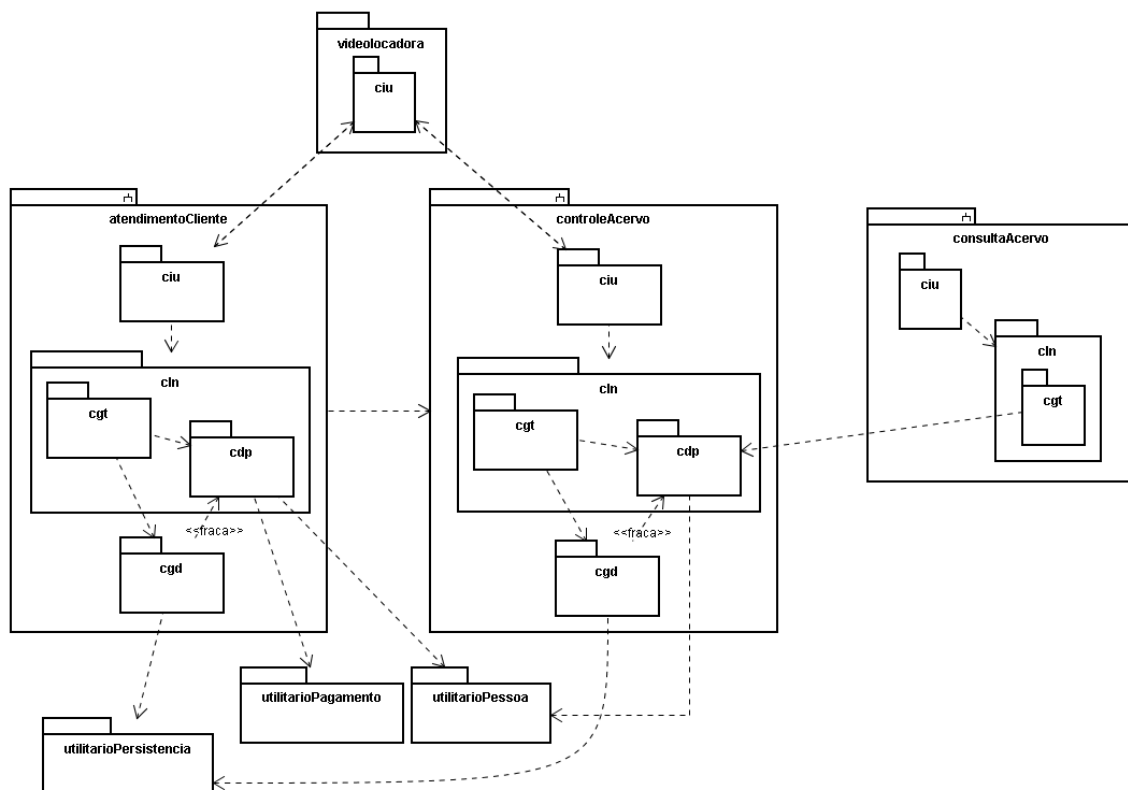 videolocadora
ciu
atendimentoCliente
ciu
cln
cgt
cdp
<<fraca>>
cgd
controleAcervo
ciu
cln
cgt
cdp
<<fraca>>
cgd
consultaAcervo
ciu
cln
cgt
utilitarioPagamento
utilitarioPessoa
utilitarioPersistencia